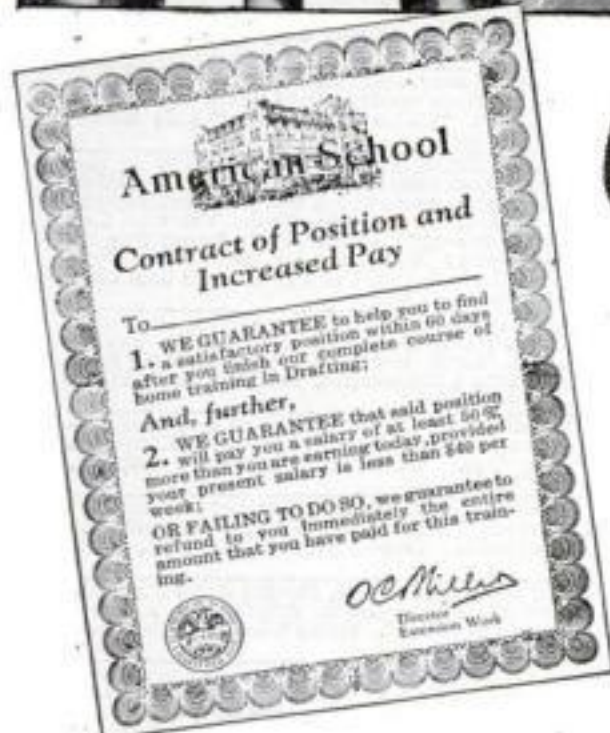 American School
Contract of Position and
Increased Pay
To
1. WE GUARANTEE to help you to find
a satisfactory position within 60 days
after you finish our complete course of
home training in Drafting;
And, further,
2. WE GUARANTEE that said position
will pay you a salary of at least 50%
more than you are earning today, provided
your present salary is less than $40 per
week;
OR FAILING TO DO SO, we guarantee to
refund to you immediately the entire
amount that you have paid for this train-
ing.
OC Miller
Director
Extension Work